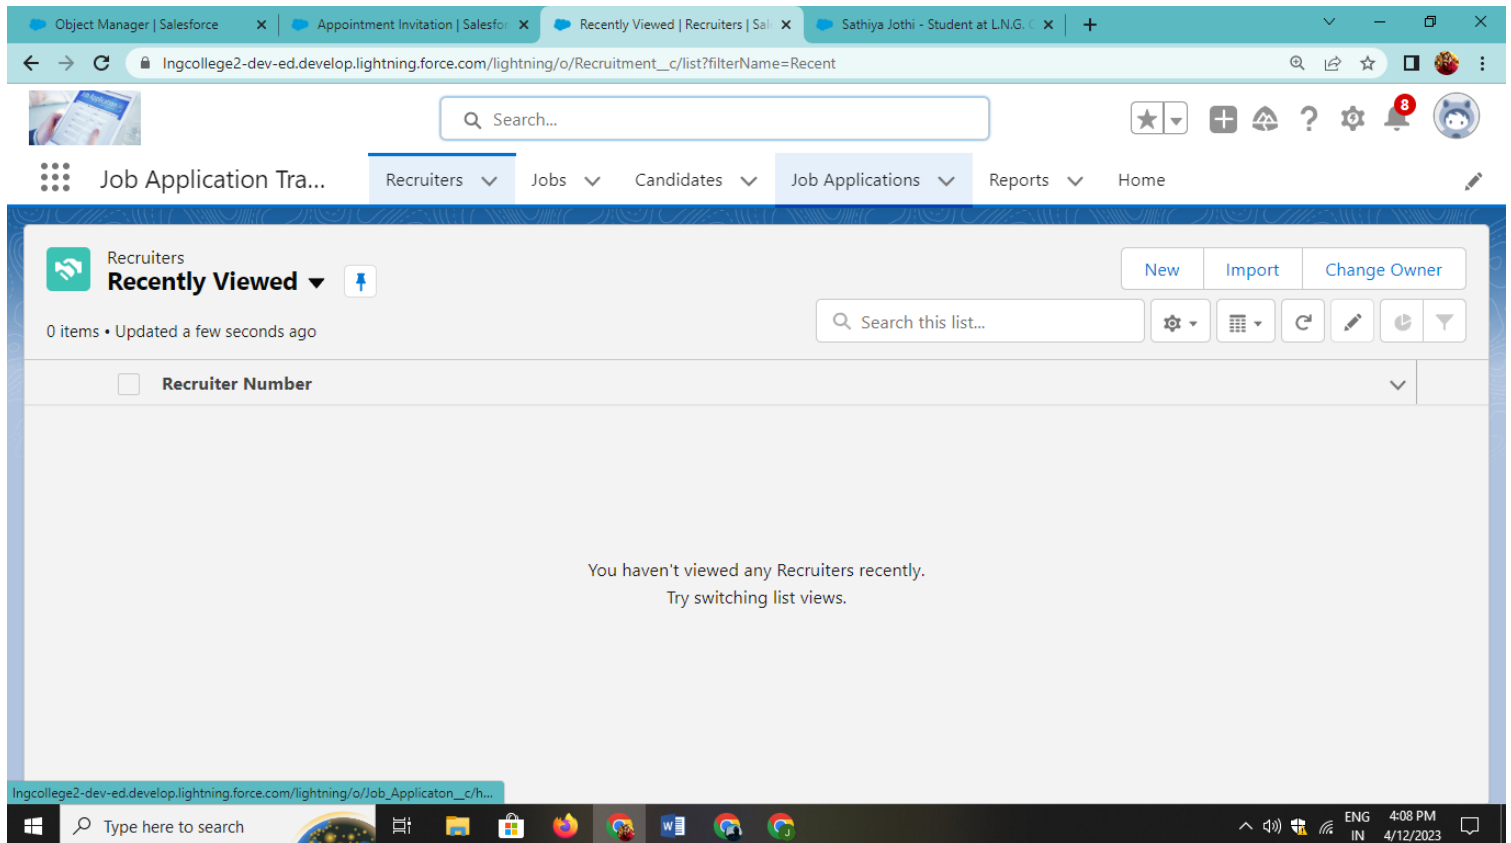 Object Manager | Salesforce
Appointment Invitation | Salesfor
Recently Viewed | Recruiters | Sal
Sathiya Jothi - Student at L.N.G. C
lngcollege2-dev-ed.develop.lightning.force.com/lightning/o/Recruitment__c/list?filterName=Recent
Search...
8
Job Application Tra...
Recruiters
Jobs
Candidates
Job Applications
Reports
Home
Recruiters
Recently Viewed
New
Import
Change Owner
0 items • Updated a few seconds ago
Search this list...
Recruiter Number
You haven't viewed any Recruiters recently.
Try switching list views.
lngcollege2-dev-ed.develop.lightning.force.com/lightning/o/Job_Applicaton__c/h...
Type here to search
ENG
IN
4:08 PM
4/12/2023